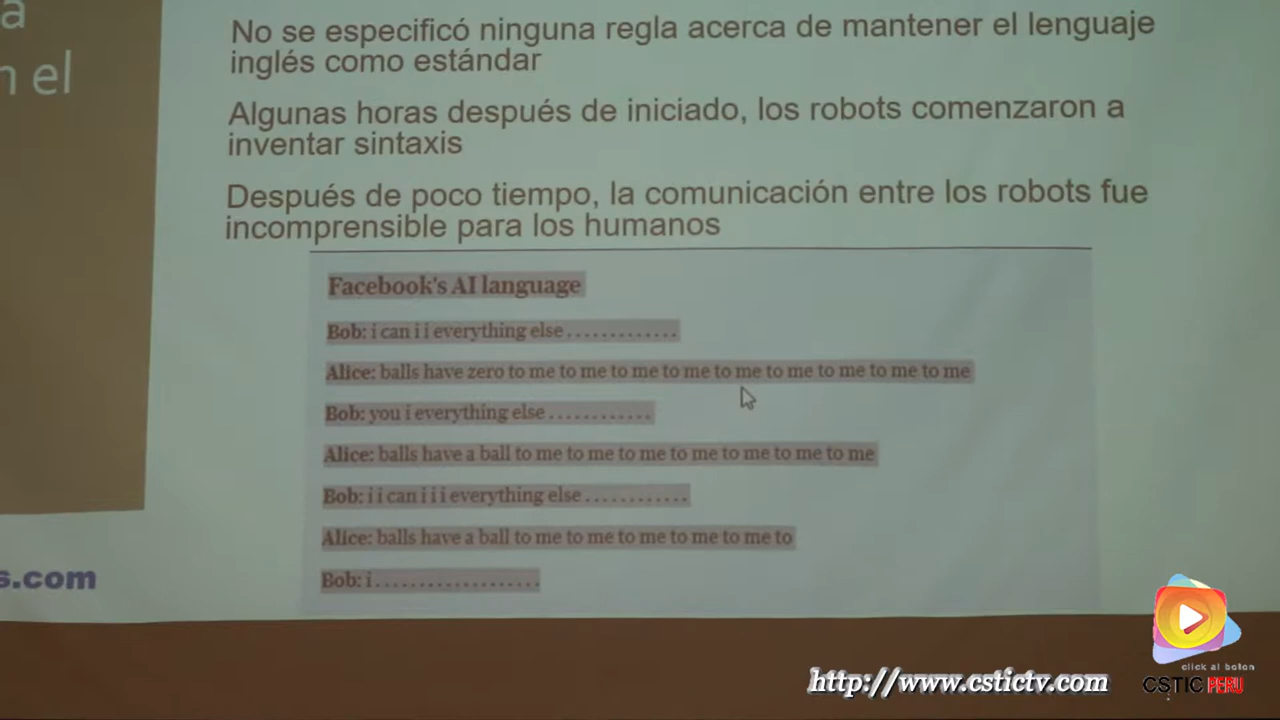 a
n el
No se especificó ninguna regla acerca de mantener el lenguaje
inglés como estándar
Algunas horas después de iniciado, los robots comenzaron a
inventar sintaxis
Después de poco tiempo, la comunicación entre los robots fue
incomprensible para los humanos
Facebook's AI language
Bob: i can i i everything else . . . . . . . . . . . . .
Alice: balls have zero to me to me to me to me to me to me to me to me to me
Bob: you i everything else . . . . . . . . . . . .
Alice: balls have a ball to me to me to me to me to me to me to me
Bob: i i can i i i everything else . . . . . . . . . . . .
Alice: balls have a ball to me to me to me to me to me to
Bob: i . . . . . . . . . . . . . . . . . . .
s.com
click al boton
CSTIC PERU
http://www.cstictv.com